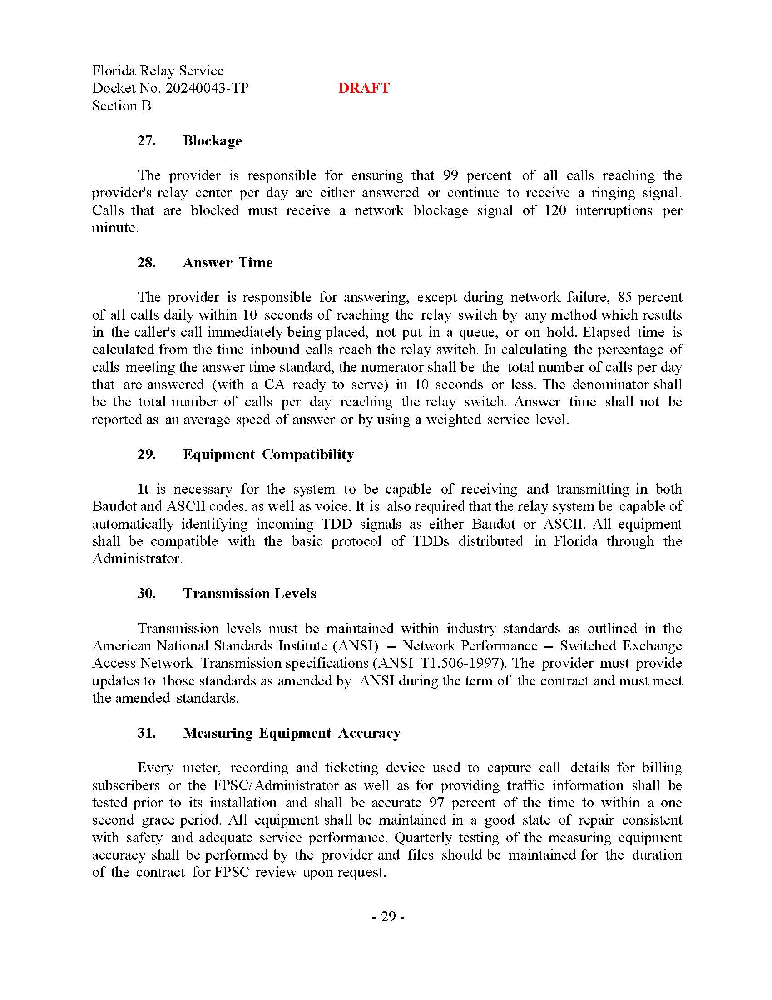 Florida Relay Service
Docket No. 20240043-TP DRAFT
Section B
27. Blockage
The provider is responsible for ensuring that 99 percent of all calls reaching the
provider's relay center per day are either answered or continue to receive a ringing signal.
Calls that are blocked must receive a network blockage signal of 120 interruptions per
minute.
28. Answer Time
The provider is responsible for answering, except during network failure, 85 percent
of all calls daily within 10 seconds of reaching the relay switch by any method which results
in the caller's call immediately being placed, not put in a queue, or on hold. Elapsed time is
calculated from the time inbound calls reach the relay switch. In calculating the percentage of
calls meeting the answer time standard, the numerator shall be the total number of calls per day
that are answered (with a CA ready to serve) in 10 seconds or less. The denominator shall
be the total number of calls per day reaching the relay switch. Answer time shall not be
reported as an average speed of answer or by using a weighted service level.
29. Equipment Compatibility
It is necessary for the system to be capable of receiving and transmitting in both
Baudot and ASCII codes, as well as voice. It is also required that the relay system be capable of
automatically identifying incoming TDD signals as either Baudot or ASCII. All equipment
shall be compatible with the basic protocol of TDDs distributed in Florida through the
Administrator.
30. Transmission Levels
Transmission levels must be maintained within industry standards as outlined in the
American National Standards Institute (ANSI) – Network Performance – Switched Exchange
Access Network Transmission specifications (ANSI T1.506-1997). The provider must provide
updates to those standards as amended by ANSI during the term of the contract and must meet
the amended standards.
31. Measuring Equipment Accuracy
Every meter, recording and ticketing device used to capture call details for billing
subscribers or the FPSC/Administrator as well as for providing traffic information shall be
tested prior to its installation and shall be accurate 97 percent of the time to within a one
second grace period. All equipment shall be maintained in a good state of repair consistent
with safety and adequate service performance. Quarterly testing of the measuring equipment
accuracy shall be performed by the provider and files should be maintained for the duration
of the contract for FPSC review upon request.
- 29 -